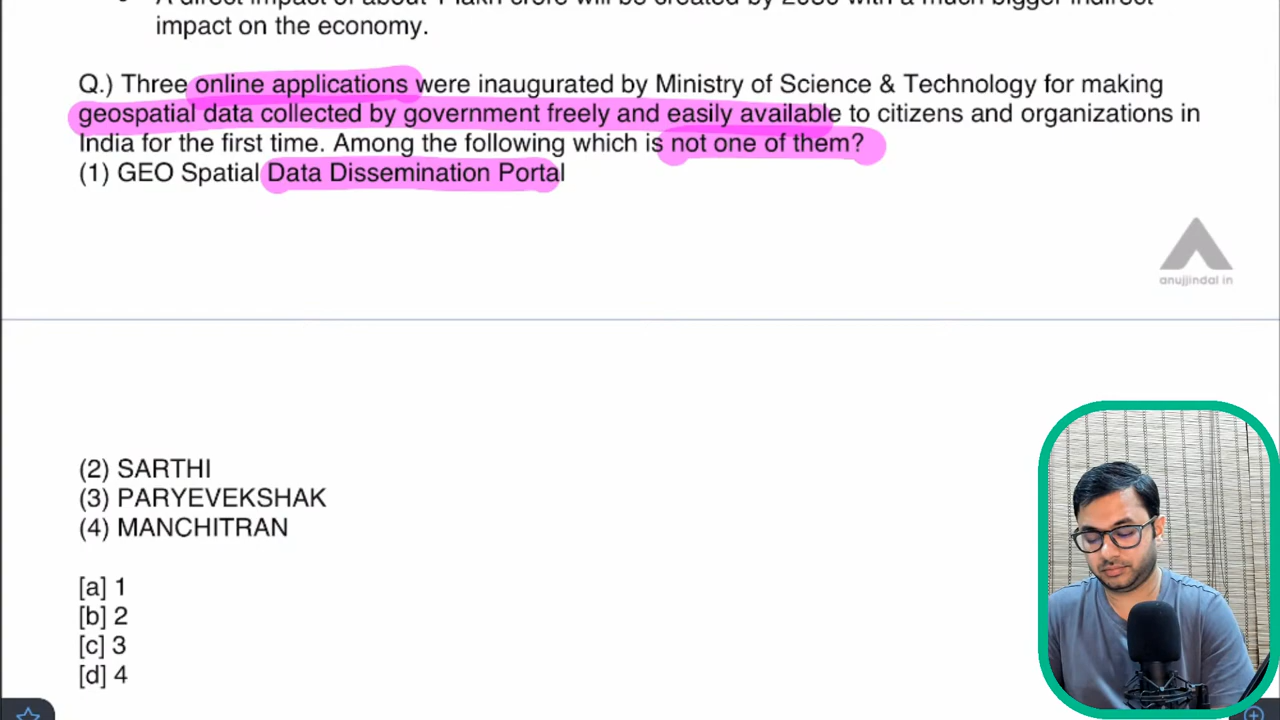 impact on the economy.
Q.) Three online applications were inaugurated by Ministry of Science & Technology for making
geospatial data collected by government freely and easily available to citizens and organizations in
India for the first time. Among the following which is not one of them?
(1) GEO Spatial Data Dissemination Portal
anujjindal in
(2) SARTHI
(3) PARYEVEKSHAK
(4) MANCHITRAN
[a] 1
[b] 2
[c] 3
[d] 4